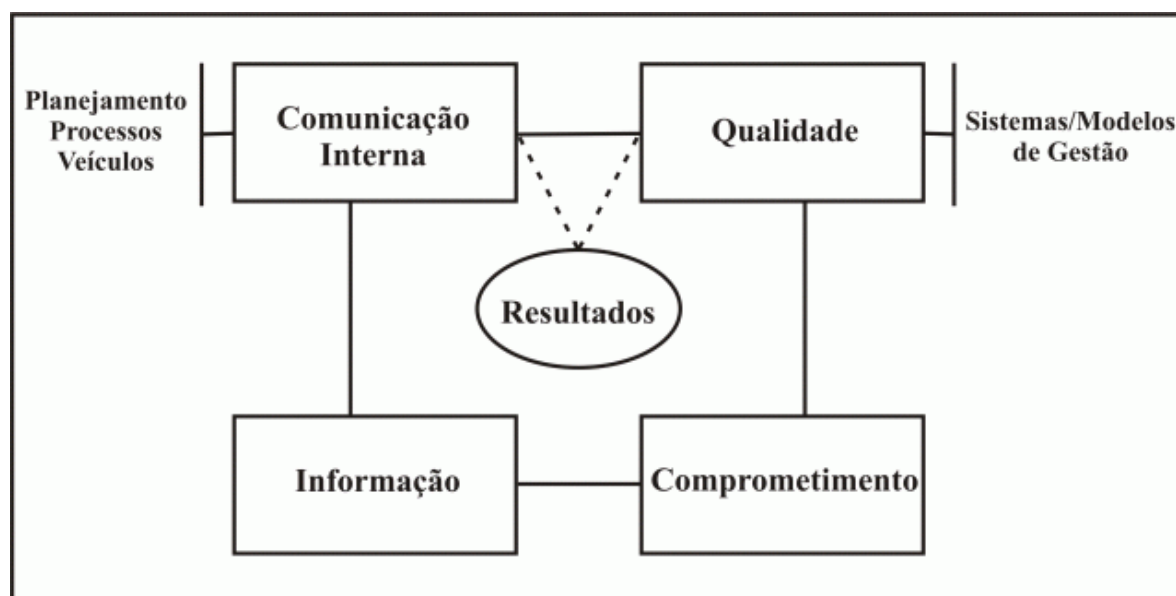 Planejamento
Processos
Veículos
Comunicação
Interna
Qualidade
Sistemas/Modelos
de Gestão
Resultados
Informação
Comprometimento